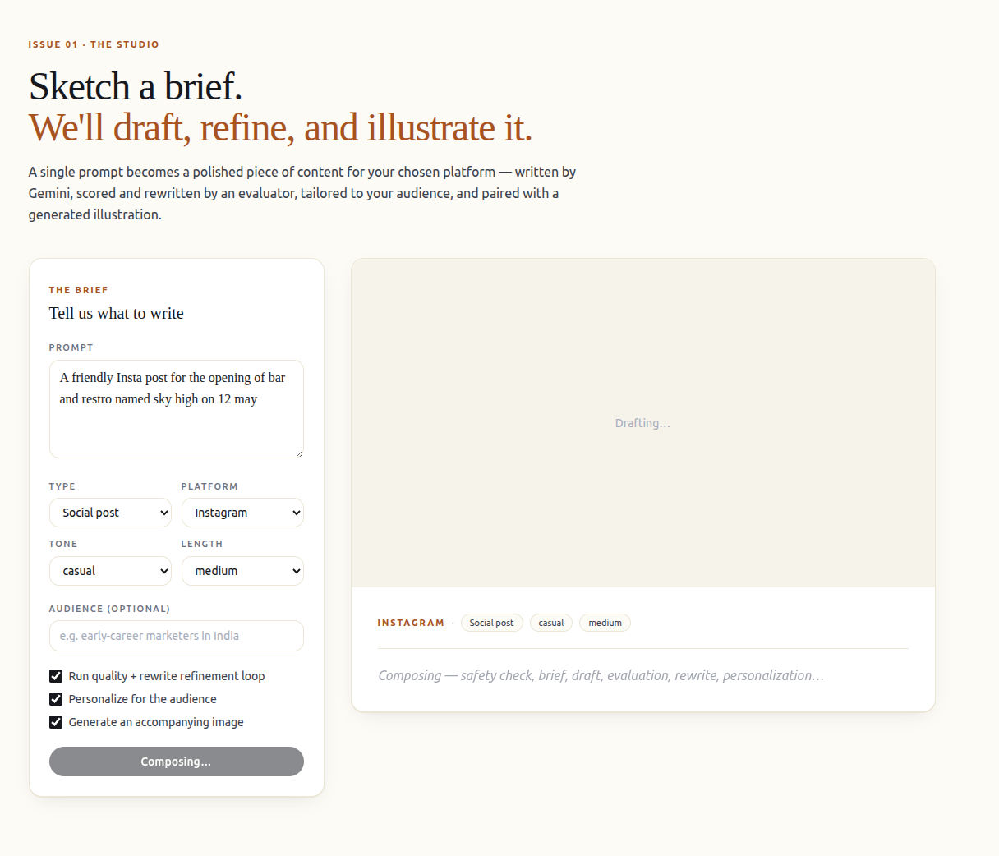 ISSUE 01 · THE STUDIO
Sketch a brief.
We'll draft, refine, and illustrate it.
A single prompt becomes a polished piece of content for your chosen platform — written by
Gemini, scored and rewritten by an evaluator, tailored to your audience, and paired with a
generated illustration.
THE BRIEF
Tell us what to write
PROMPT
A friendly Insta post for the opening of bar
and restro named sky high on 12 may
TYPE PLATFORM
Social post Instagram
TONE LENGTH
casual medium
AUDIENCE (OPTIONAL)
e.g. early-career marketers in India
Run quality + rewrite refinement loop
Personalize for the audience
Generate an accompanying image
Composing...
Drafting...
INSTAGRAM · Social post casual medium
Composing — safety check, brief, draft, evaluation, rewrite, personalization...